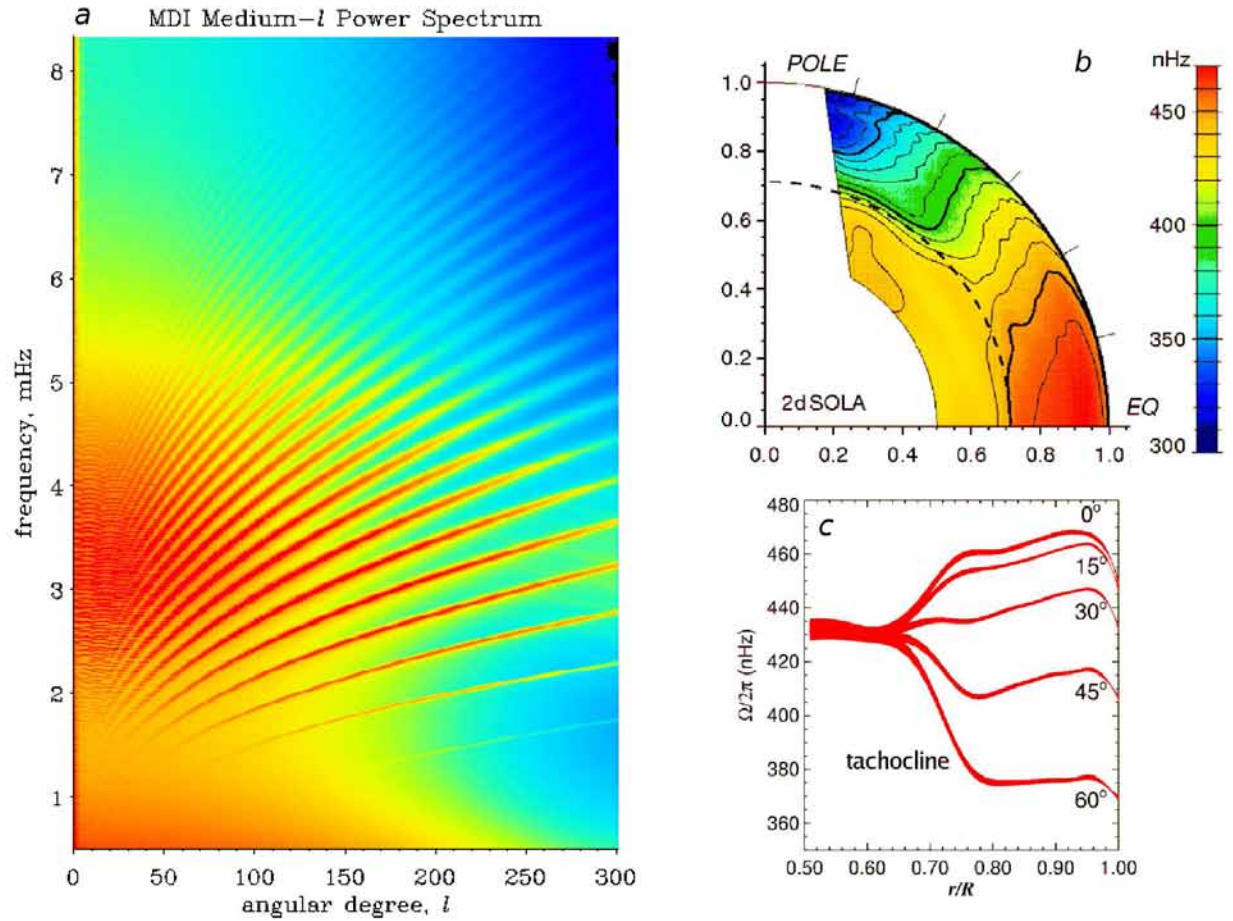 a
MDI Medium-l Power Spectrum
frequency, mHz
8
7
6
5
4
3
2
1
0 50 100 150 200 250 300
angular degree, l
b
POLE
nHz
1.0
0.8
0.6
0.4
0.2
0.0
2d SOLA
EQ
0.0 0.2 0.4 0.6 0.8 1.0
450
400
350
300
c
Ω/2π (nHz)
480
460
440
420
400
380
360
0°
15°
30°
45°
60°
tachocline
0.50 0.60 0.70 0.80 0.90 1.00
r/R